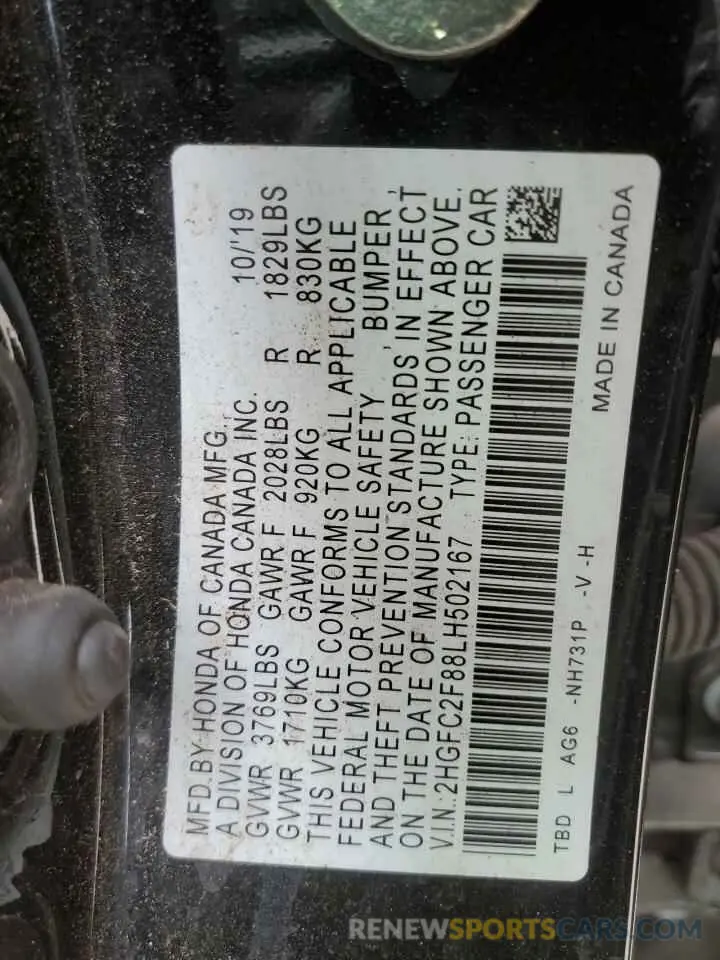 MFD. BY HONDA OF CANADA MFG., 10/'19
A DIVISION OF HONDA CANADA INC.
GVWR 3769LBS GAWR F 2028LBS R 1829LBS
GVWR 1710KG GAWR F 920KG R 830KG
THIS VEHICLE CONFORMS TO ALL APPLICABLE
FEDERAL MOTOR VEHICLE SAFETY , BUMPER ,
AND THEFT PREVENTION STANDARDS IN EFFECT
ON THE DATE OF MANUFACTURE SHOWN ABOVE.
V.I.N.:2HGFC2F88LH502167 TYPE: PASSENGER CAR
TBD L AG6 -NH731P -V -H MADE IN CANADA
RENEWSPORTSCARS.COM